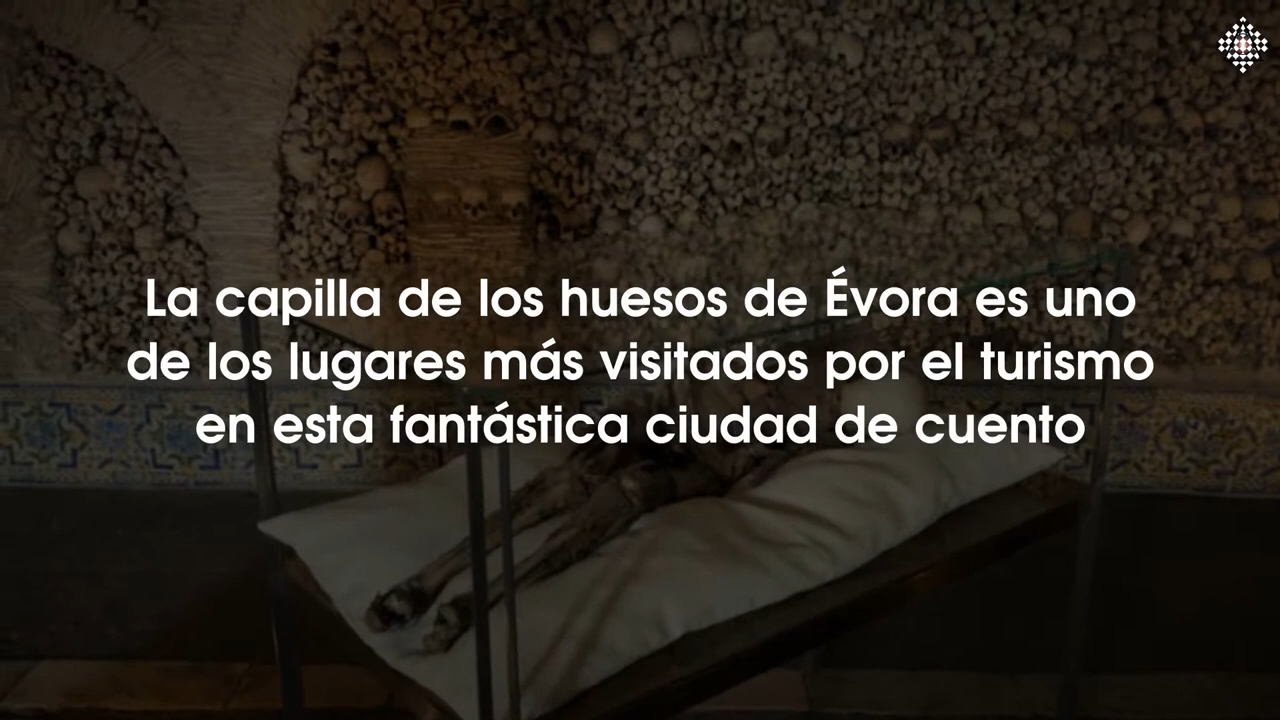 La capilla de los huesos de Évora es uno
de los lugares más visitados por el turismo
en esta fantástica ciudad de cuento